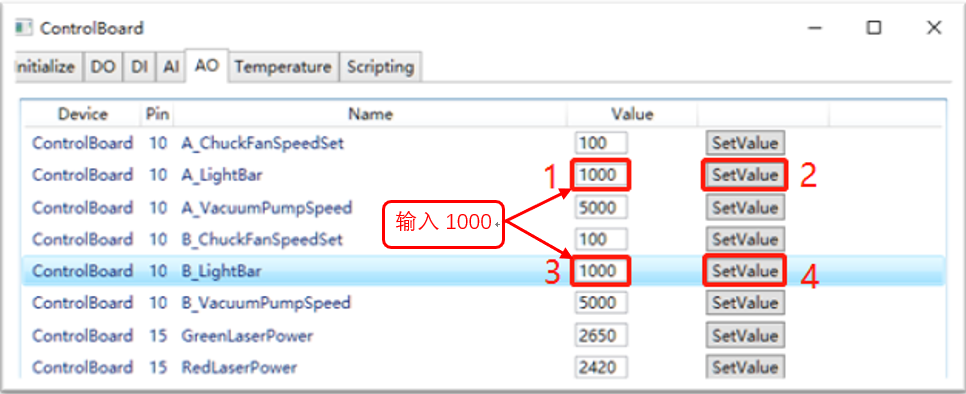 ControlBoard
Initialize DO DI AI AO Temperature Scripting
Device Pin Name Value
ControlBoard 10 A_ChuckFanSpeedSet 100 SetValue
ControlBoard 10 A_LightBar 1 1000 SetValue 2
ControlBoard 10 A_VacuumPumpSpeed 5000 SetValue
输入 1000
ControlBoard 10 B_ChuckFanSpeedSet 100 SetValue
ControlBoard 10 B_LightBar 3 1000 SetValue 4
ControlBoard 10 B_VacuumPumpSpeed 5000 SetValue
ControlBoard 15 GreenLaserPower 2650 SetValue
ControlBoard 15 RedLaserPower 2420 SetValue